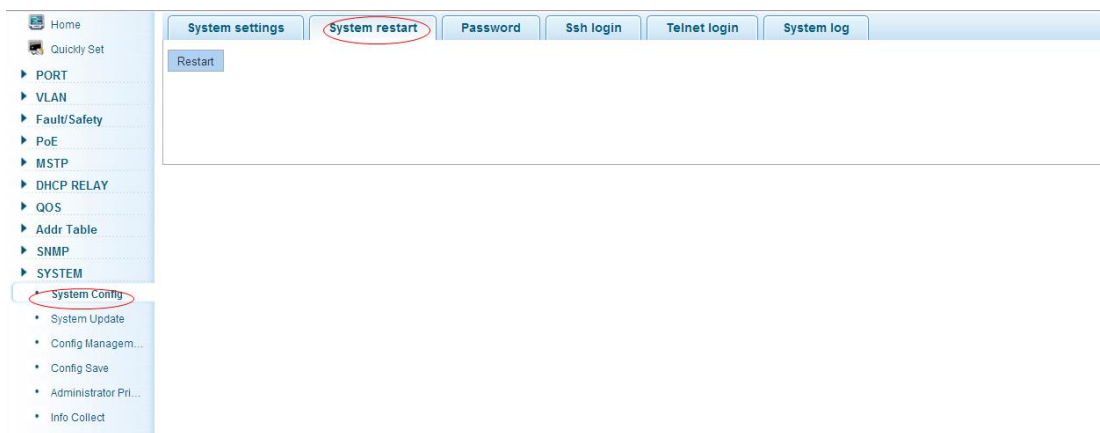 Home
Quickly Set
PORT
VLAN
Fault/Safety
PoE
MSTP
DHCP RELAY
QOS
Addr Table
SNMP
SYSTEM
System Config
System Update
Config Managem...
Config Save
Administrator Pri...
Info Collect
System settings System restart Password Ssh login Telnet login System log
Restart